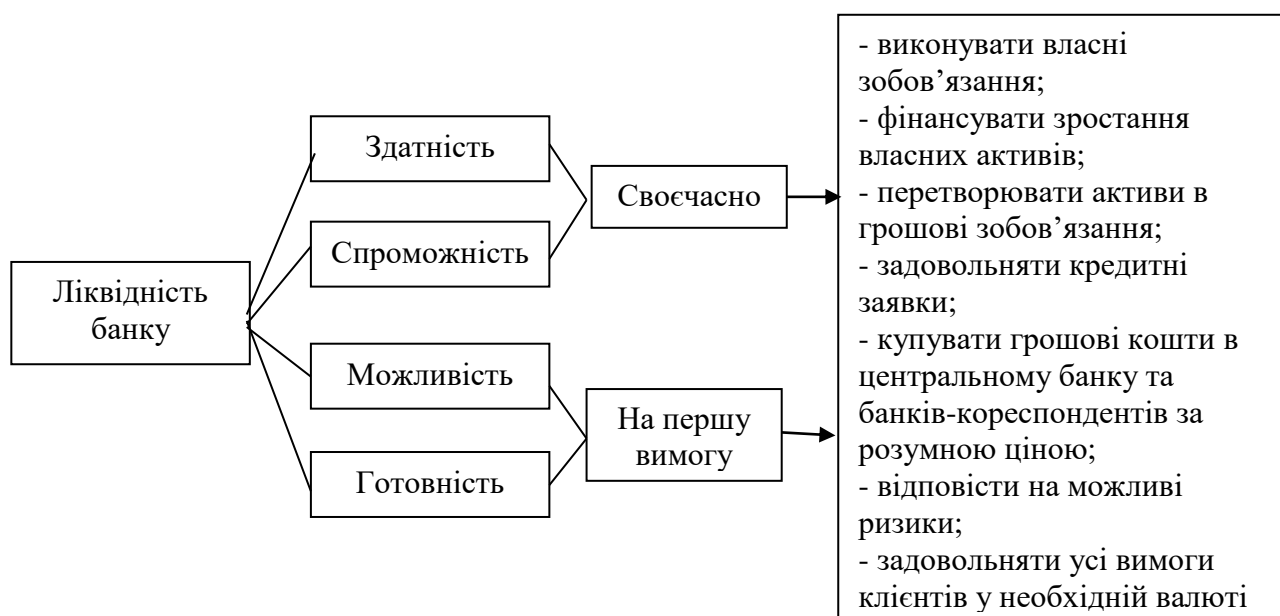 Ліквідність
банку
Здатність
Спроможність
Можливість
Готовність
Своєчасно
На першу
вимогу
- виконувати власні
зобов’язання;
- фінансувати зростання
власних активів;
- перетворювати активи в
грошові зобов’язання;
- задовольняти кредитні
заявки;
- купувати грошові кошти в
центральному банку та
банків-кореспондентів за
розумною ціною;
- відповісти на можливі
ризики;
- задовольняти усі вимоги
клієнтів у необхідній валюті